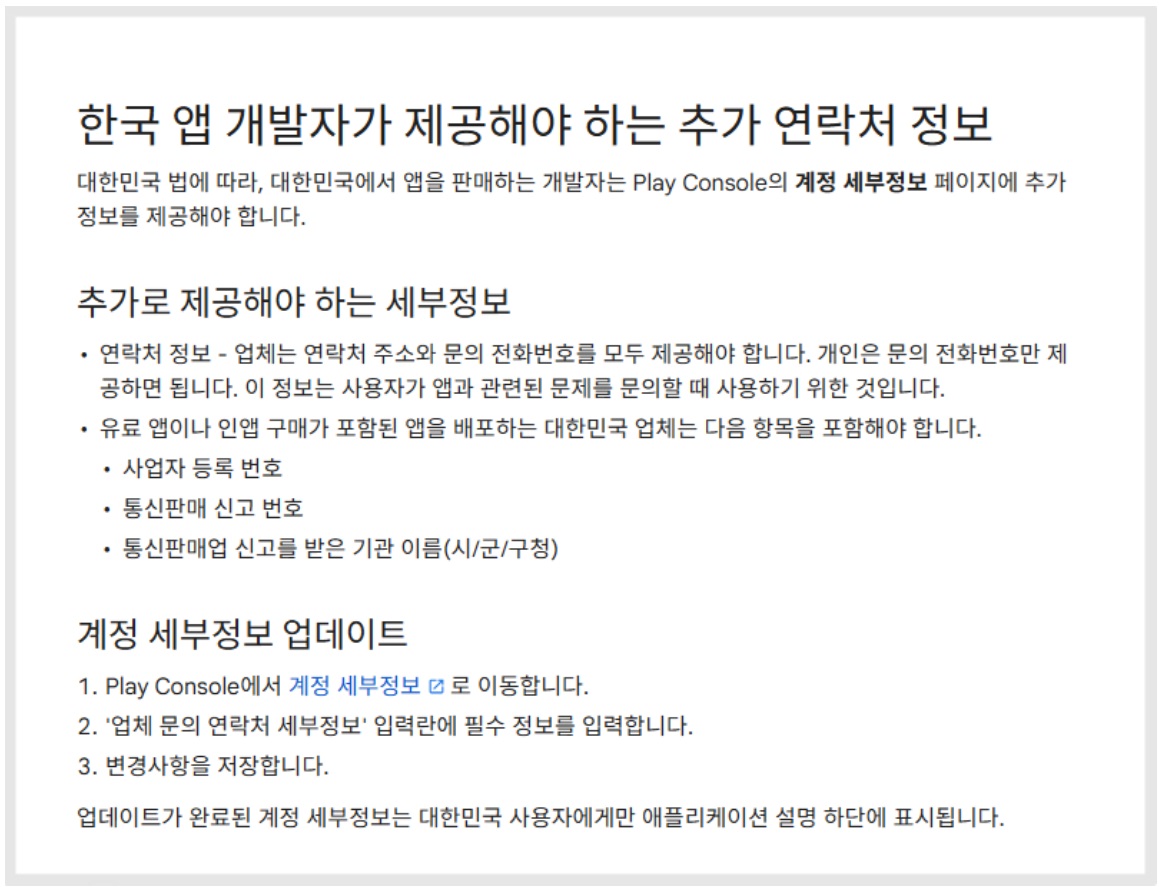 한국 앱 개발자가 제공해야 하는 추가 연락처 정보
대한민국 법에 따라, 대한민국에서 앱을 판매하는 개발자는 Play Console의 계정 세부정보 페이지에 추가
정보를 제공해야 합니다.
추가로 제공해야 하는 세부정보
• 연락처 정보 - 업체는 연락처 주소와 문의 전화번호를 모두 제공해야 합니다. 개인은 문의 전화번호만 제
공하면 됩니다. 이 정보는 사용자가 앱과 관련된 문제를 문의할 때 사용하기 위한 것입니다.
• 유료 앱이나 인앱 구매가 포함된 앱을 배포하는 대한민국 업체는 다음 항목을 포함해야 합니다.
• 사업자 등록 번호
• 통신판매 신고 번호
• 통신판매업 신고를 받은 기관 이름(시/군/구청)
계정 세부정보 업데이트
1. Play Console에서 계정 세부정보 로 이동합니다.
2. '업체 문의 연락처 세부정보' 입력란에 필수 정보를 입력합니다.
3. 변경사항을 저장합니다.
업데이트가 완료된 계정 세부정보는 대한민국 사용자에게만 애플리케이션 설명 하단에 표시됩니다.